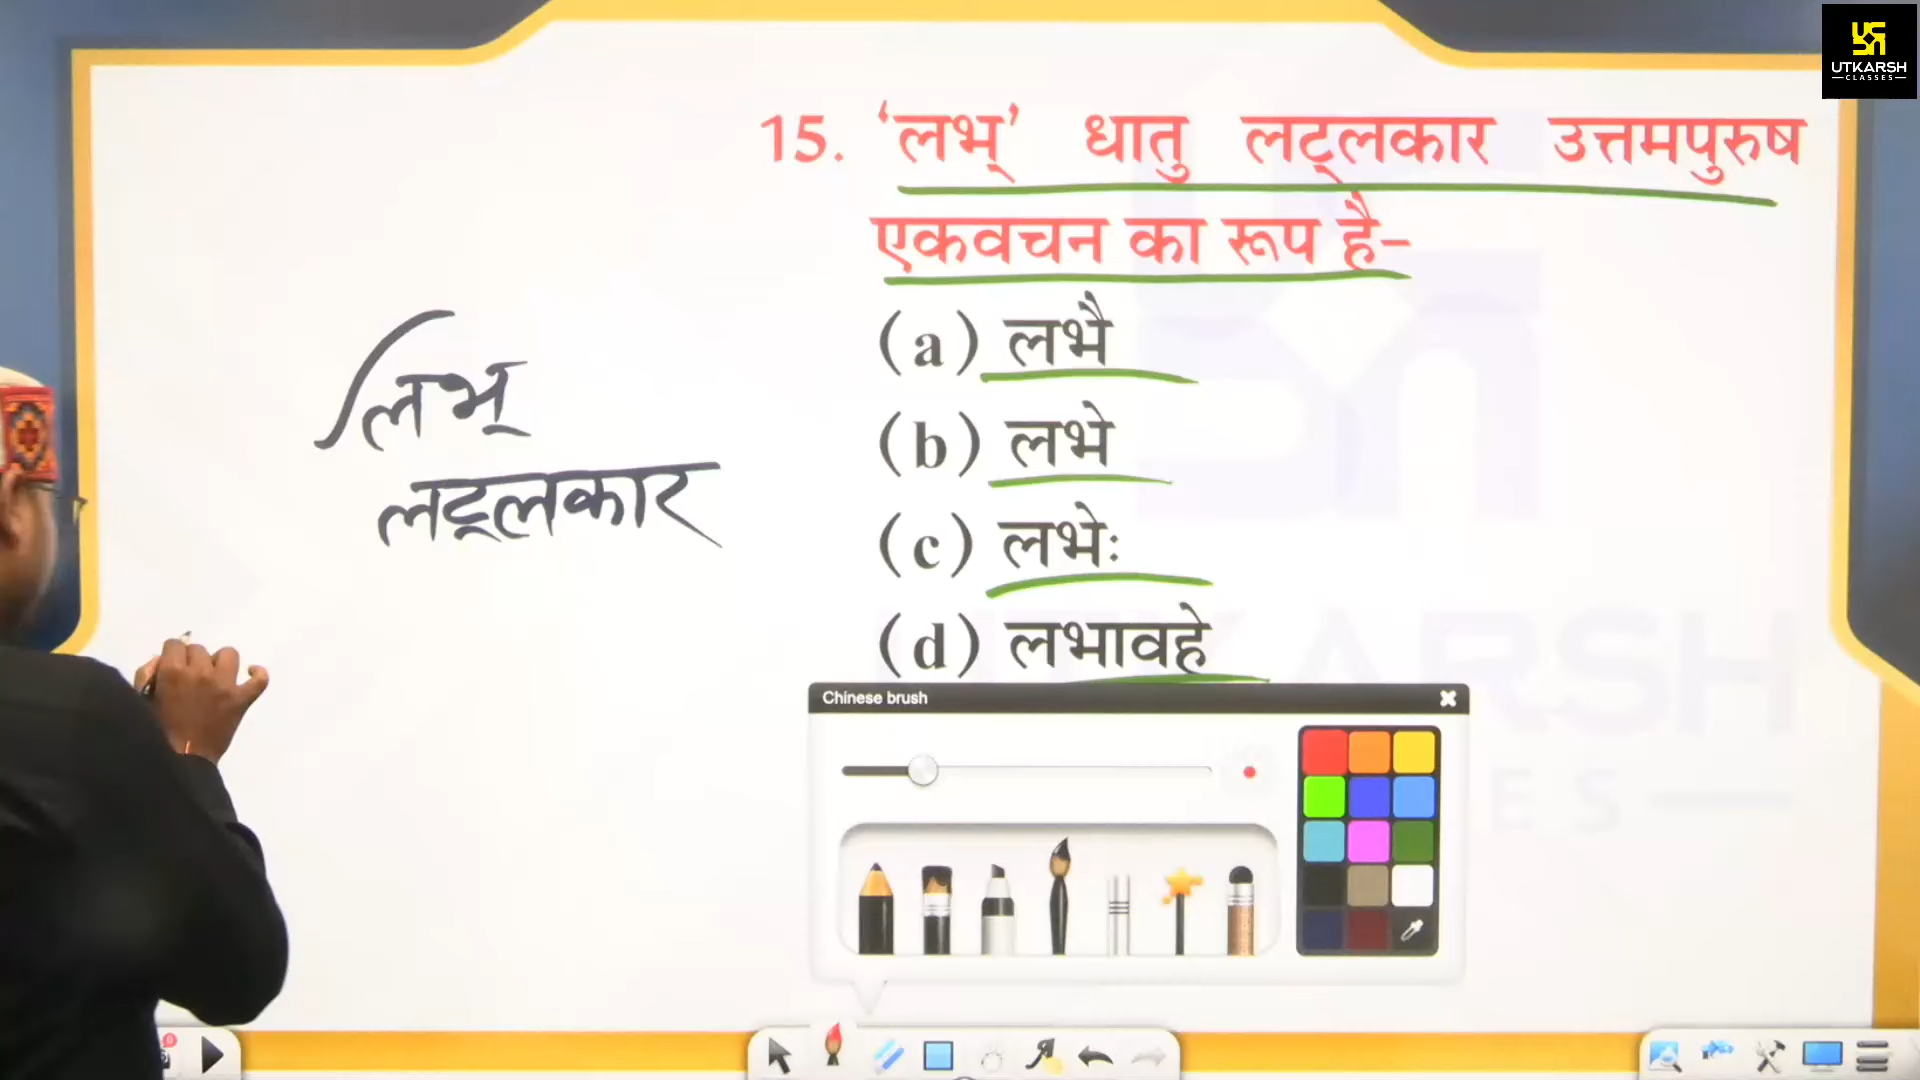 UTKARSH
CLASSES
15. ‘लभ्’ धातु लट्लकार उत्तमपुरुष
एकवचन का रूप है-
(a) लभै
(b) लभे
(c) लभेः
(d) लभावहे
लभ्
लट्लकार
Chinese brush